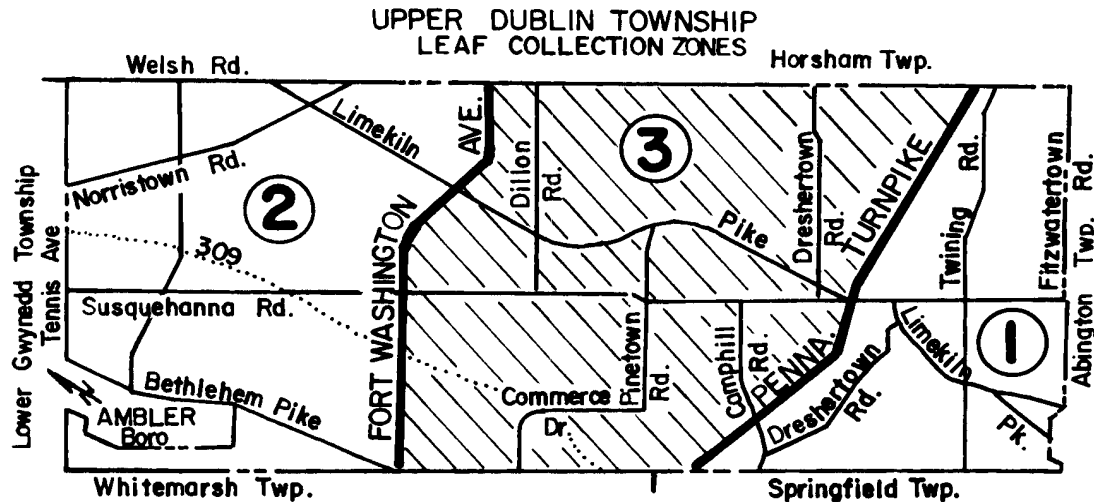 UPPER DUBLIN TOWNSHIP
LEAF COLLECTION ZONES
Welsh Rd.
Horsham Twp.
Limekiln
AVE.
Dillon
Rd.
3
Dreshertown
Rd.
TURNPIKE
Rd.
Twining
Fitzwatertown
Rd.
Norristown Rd.
2
WASHINGTON
FORT
Pike
309
Lower Gwynedd Township
Tennis Ave
Susquehanna Rd.
Pinetown
Rd.
Camphill
Rd.
PENNA.
Limekiln
Pk.
1
Abington Twp.
Bethlehem Pike
Commerce
Dr.
Dreshertown
Rd.
N
AMBLER
Boro
Whitemarsh Twp.
Springfield Twp.